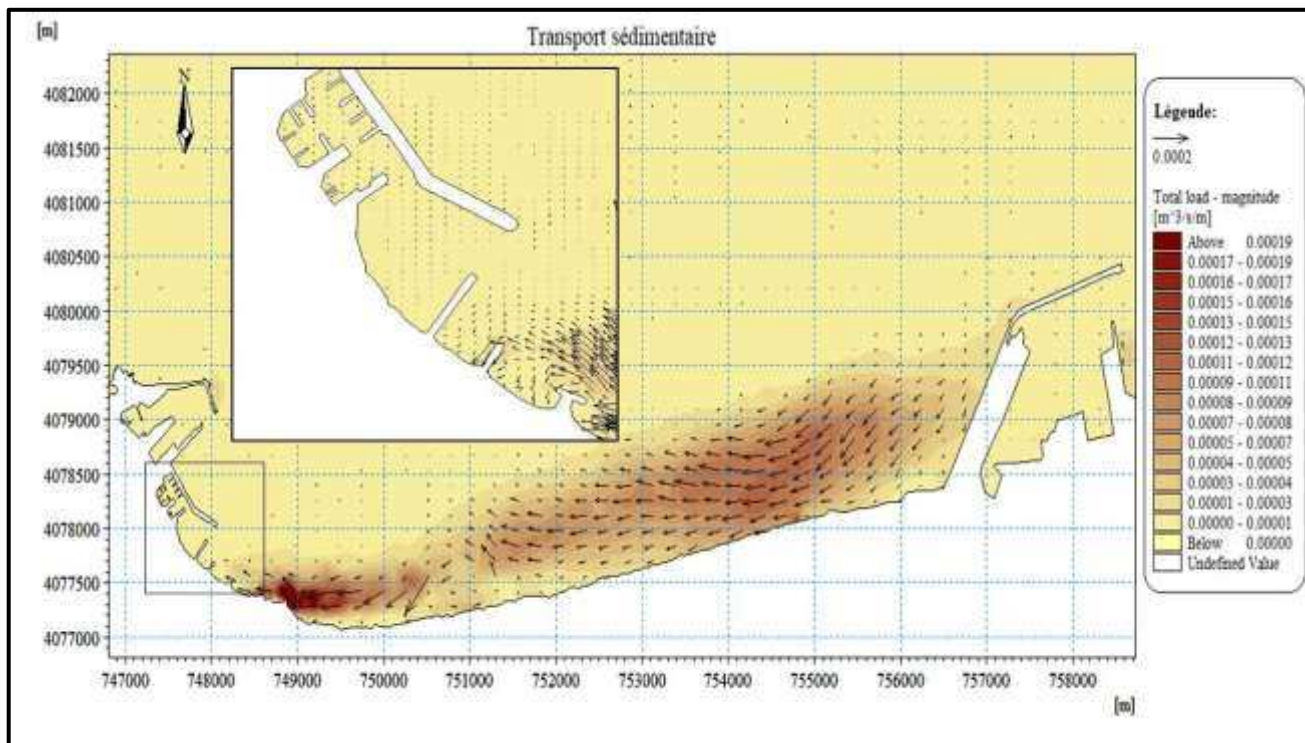 [m]
Transport sédimentaire
N
4082000
4081500
4081000
4080500
4080000
4079500
4079000
4078500
4078000
4077500
4077000
747000 748000 749000 750000 751000 752000 753000 754000 755000 756000 757000 758000
[m]
Légende:
0.0002
Total load - magnitude
[m^3/s/m]
Above 0.00019
0.00017 - 0.00019
0.00016 - 0.00017
0.00015 - 0.00016
0.00013 - 0.00015
0.00012 - 0.00013
0.00011 - 0.00012
0.00009 - 0.00011
0.00008 - 0.00009
0.00007 - 0.00008
0.00005 - 0.00007
0.00004 - 0.00005
0.00003 - 0.00004
0.00001 - 0.00003
0.00000 - 0.00001
Below 0.00000
Undefined Value